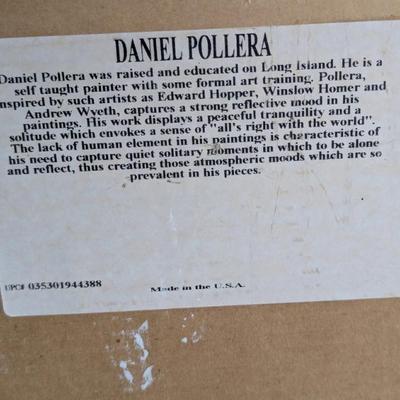 DANIEL POLLERA
Daniel Pollera was raised and educated on Long Island. He is a
self taught painter with some formal art training. Pollera,
inspired by such artists as Edward Hopper, Winslow Homer and
Andrew Wyeth, captures a strong reflective mood in his
paintings. His work displays a peaceful tranquility and a
solitude which envokes a sense of "all's right with the world".
The lack of human element in his paintings is characteristic of
his need to capture quiet solitary moments in which to be alone
and reflect, thus creating those atmospheric moods which are so
prevalent in his pieces.
UPC# 035301944388
Made in the U.S.A.